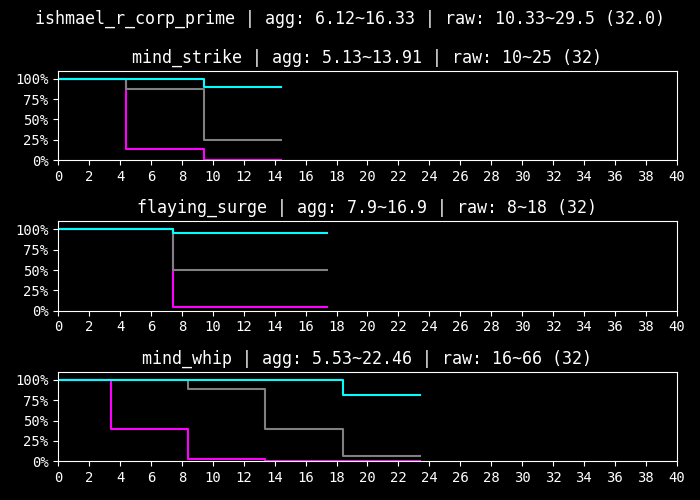 ishmael_r_corp_prime | agg: 6.12~16.33 | raw: 10.33~29.5 (32.0)
mind_strike | agg: 5.13~13.91 | raw: 10~25 (32)
100%
75%
50%
25%
0%
0 2 4 6 8 10 12 14 16 18 20 22 24 26 28 30 32 34 36 38 40
flaying_surge | agg: 7.9~16.9 | raw: 8~18 (32)
100%
75%
50%
25%
0%
0 2 4 6 8 10 12 14 16 18 20 22 24 26 28 30 32 34 36 38 40
mind_whip | agg: 5.53~22.46 | raw: 16~66 (32)
100%
75%
50%
25%
0%
0 2 4 6 8 10 12 14 16 18 20 22 24 26 28 30 32 34 36 38 40